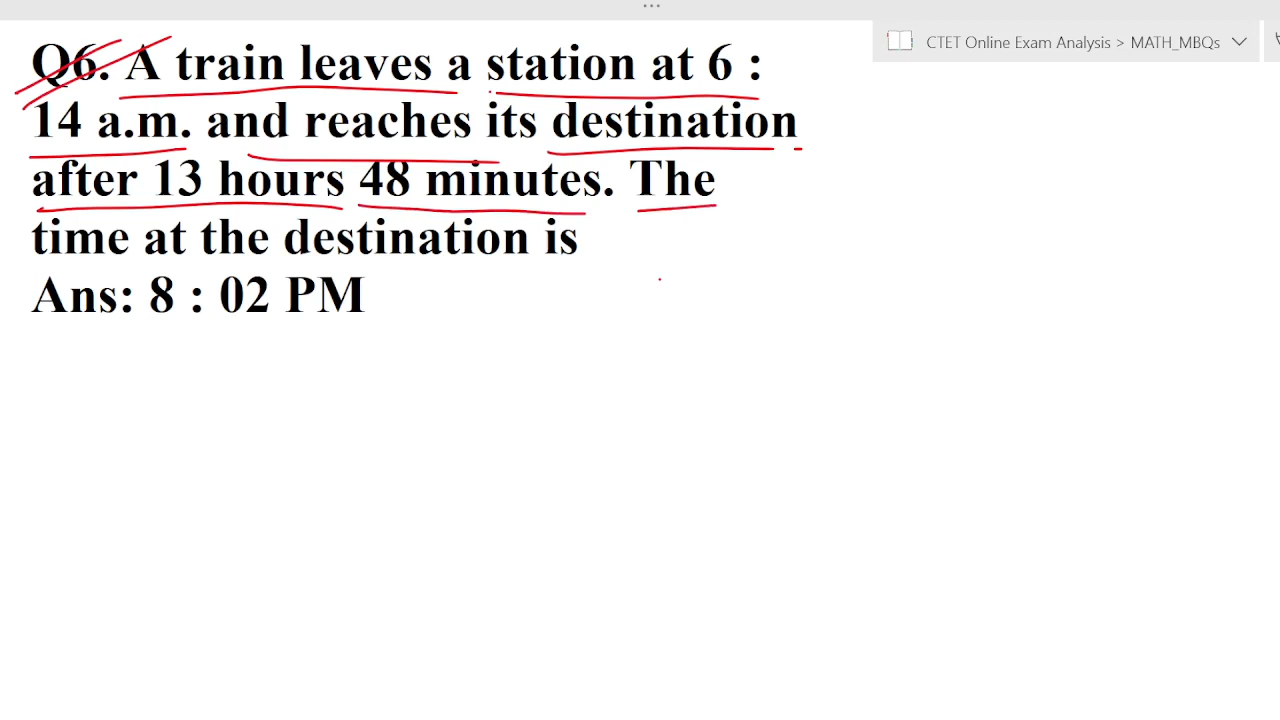 Q6. A train leaves a station at 6 :
14 a.m. and reaches its destination
after 13 hours 48 minutes. The
time at the destination is
Ans: 8 : 02 PM
CTET Online Exam Analysis > MATH_MBQs